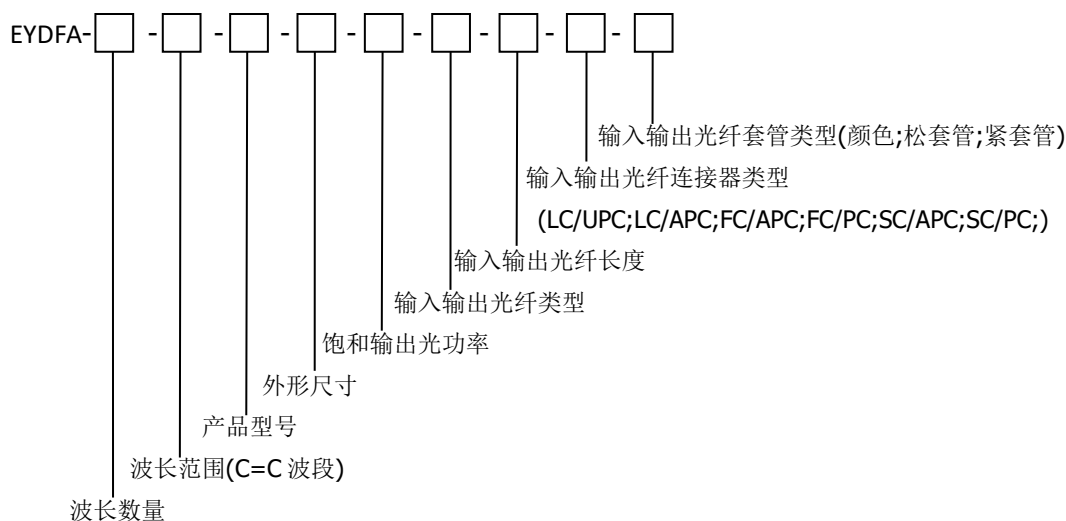 EYDFA- - - - - - - - -
输入输出光纤套管类型(颜色;松套管;紧套管)
输入输出光纤连接器类型
(LC/UPC;LC/APC;FC/APC;FC/PC;SC/APC;SC/PC;)
输入输出光纤长度
输入输出光纤类型
饱和输出光功率
外形尺寸
产品型号
波长范围(C=C 波段)
波长数量